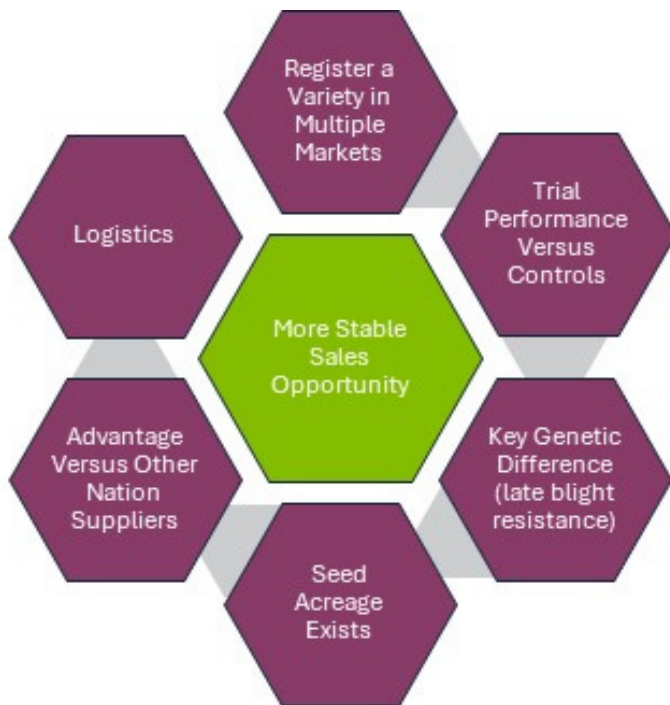 Register a
Variety in
Multiple
Markets
Trial
Performance
Versus
Controls
Key Genetic
Difference
(late blight
resistance)
Seed
Acreage
Exists
Advantage
Versus Other
Nation
Suppliers
Logistics
More Stable
Sales
Opportunity